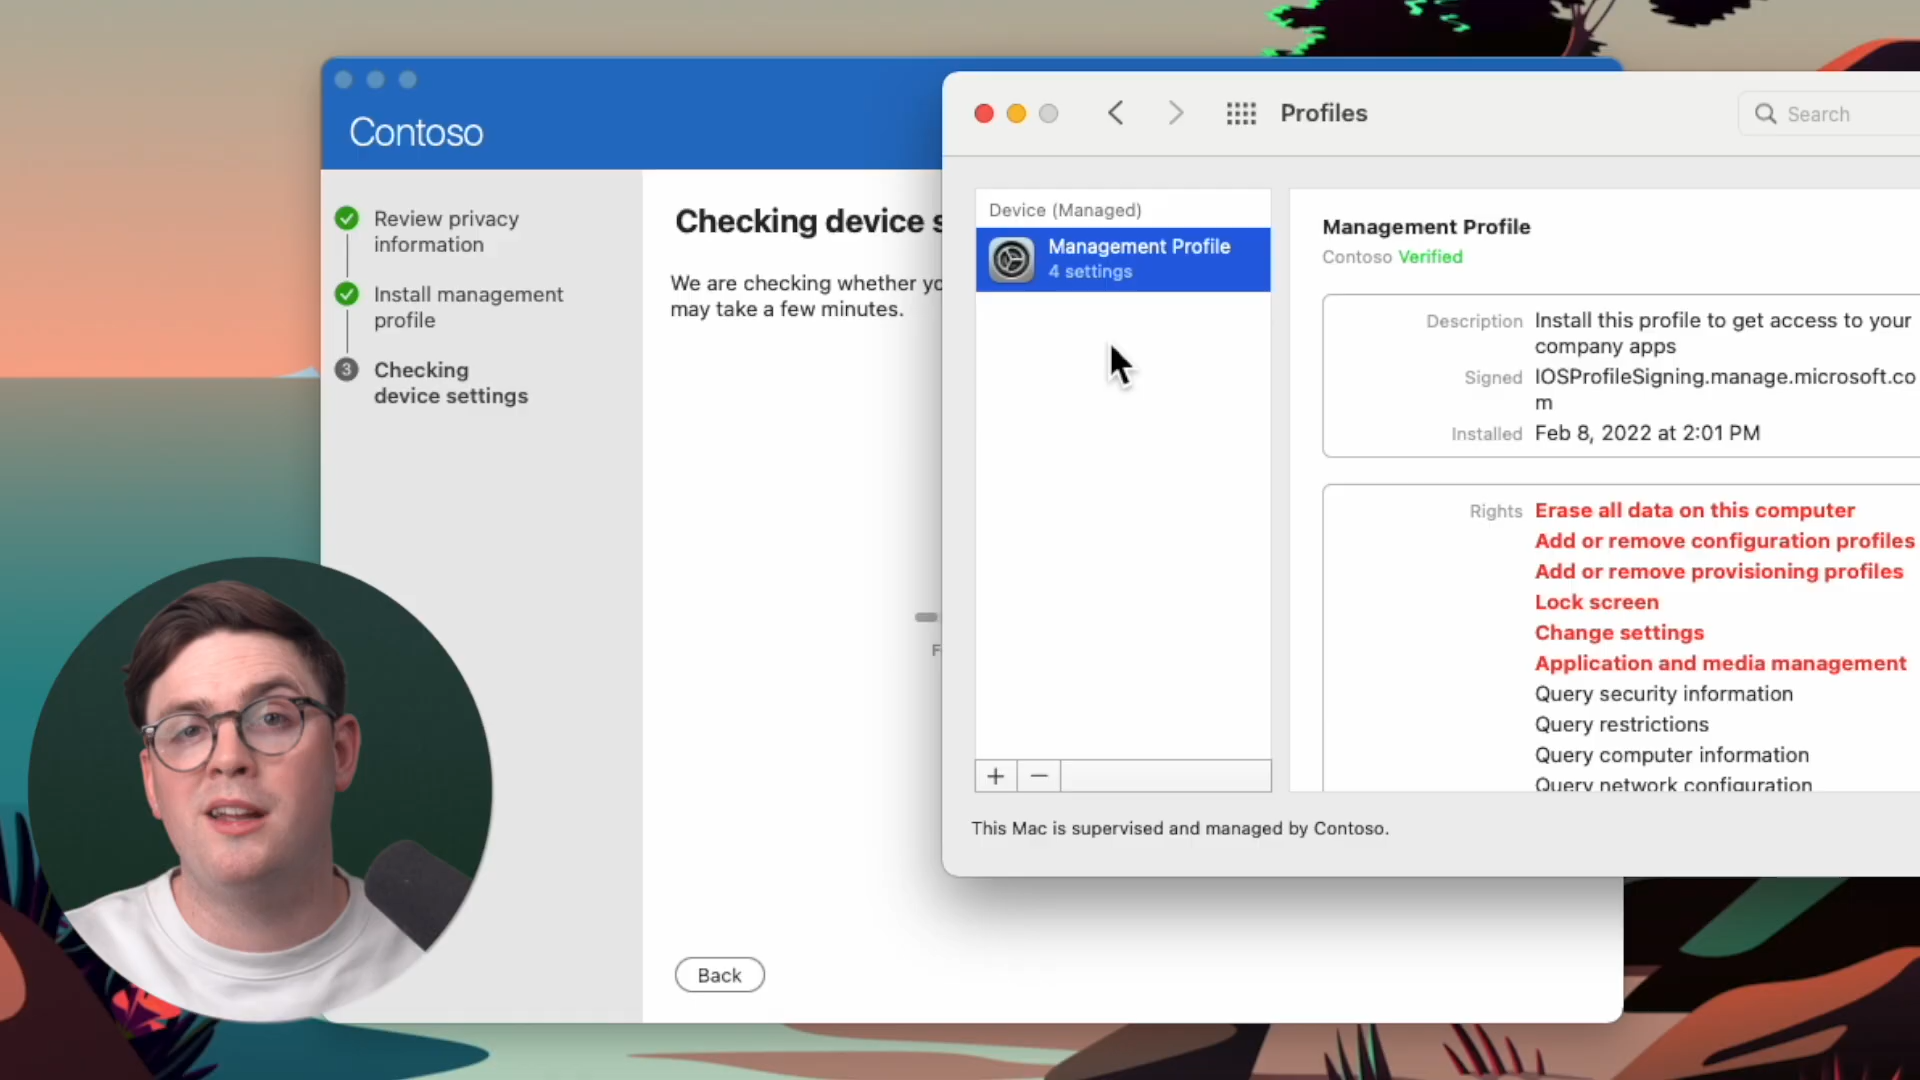 Contoso
Review privacy
information
Install management
profile
3
Checking
device settings
Checking device s
We are checking whether yo
may take a few minutes.
F
Back
Profiles
Search
Device (Managed)
Management Profile
4 settings
Management Profile
Contoso Verified
Description Install this profile to get access to your
company apps
Signed IOSProfileSigning.manage.microsoft.co
m
Installed Feb 8, 2022 at 2:01 PM
Rights Erase all data on this computer
Add or remove configuration profiles
Add or remove provisioning profiles
Lock screen
Change settings
Application and media management
Query security information
Query restrictions
Query computer information
Query network configuration
This Mac is supervised and managed by Contoso.